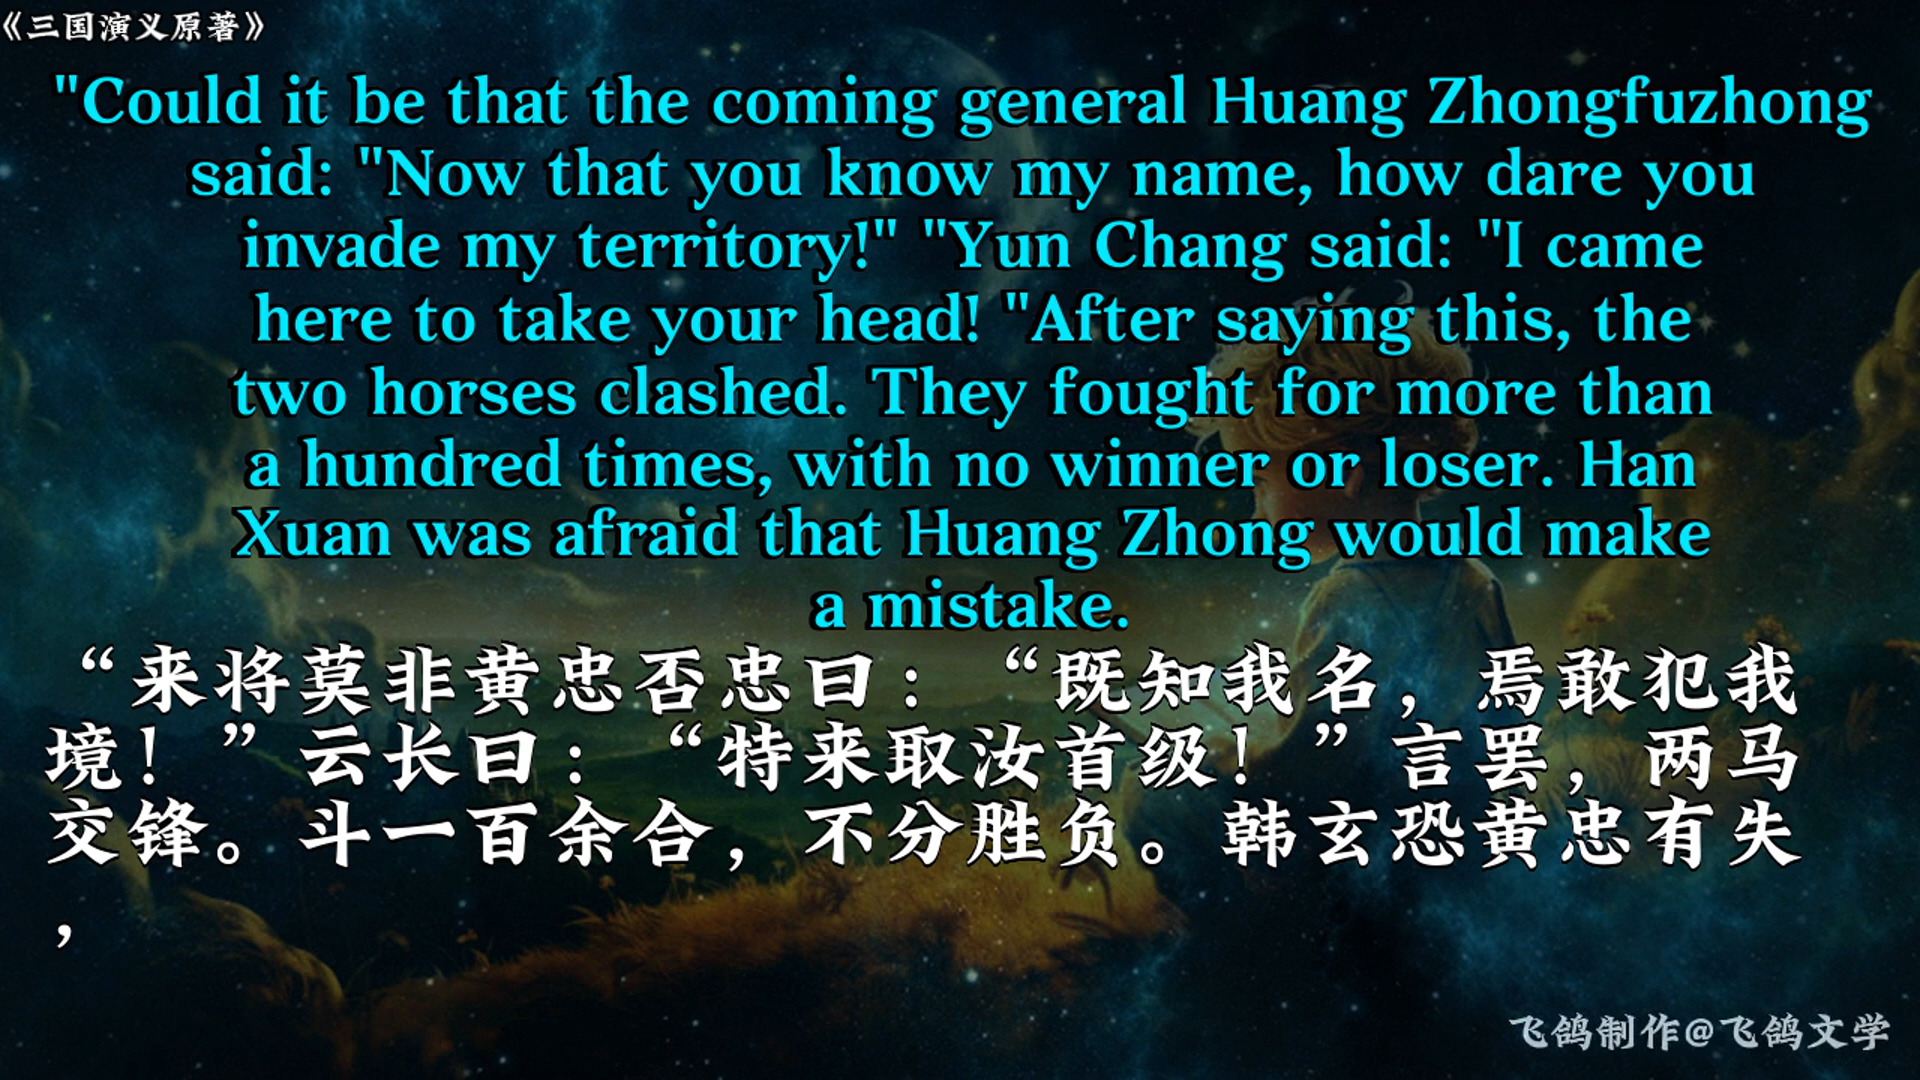 《三国演义原著》
"Could it be that the coming general Huang Zhongfuzhong
said: "Now that you know my name, how dare you
invade my territory!" "Yun Chang said: "I came
here to take your head! "After saying this, the
two horses clashed. They fought for more than
a hundred times, with no winner or loser. Han
Xuan was afraid that Huang Zhong would make
a mistake.
“来将莫非黄忠否忠曰：“既知我名，焉敢犯我
境！”云长曰：“特来取汝首级！”言罢，两马
交锋。斗一百余合，不分胜负。韩玄恐黄忠有失
，
飞鸽制作@飞鸽文学